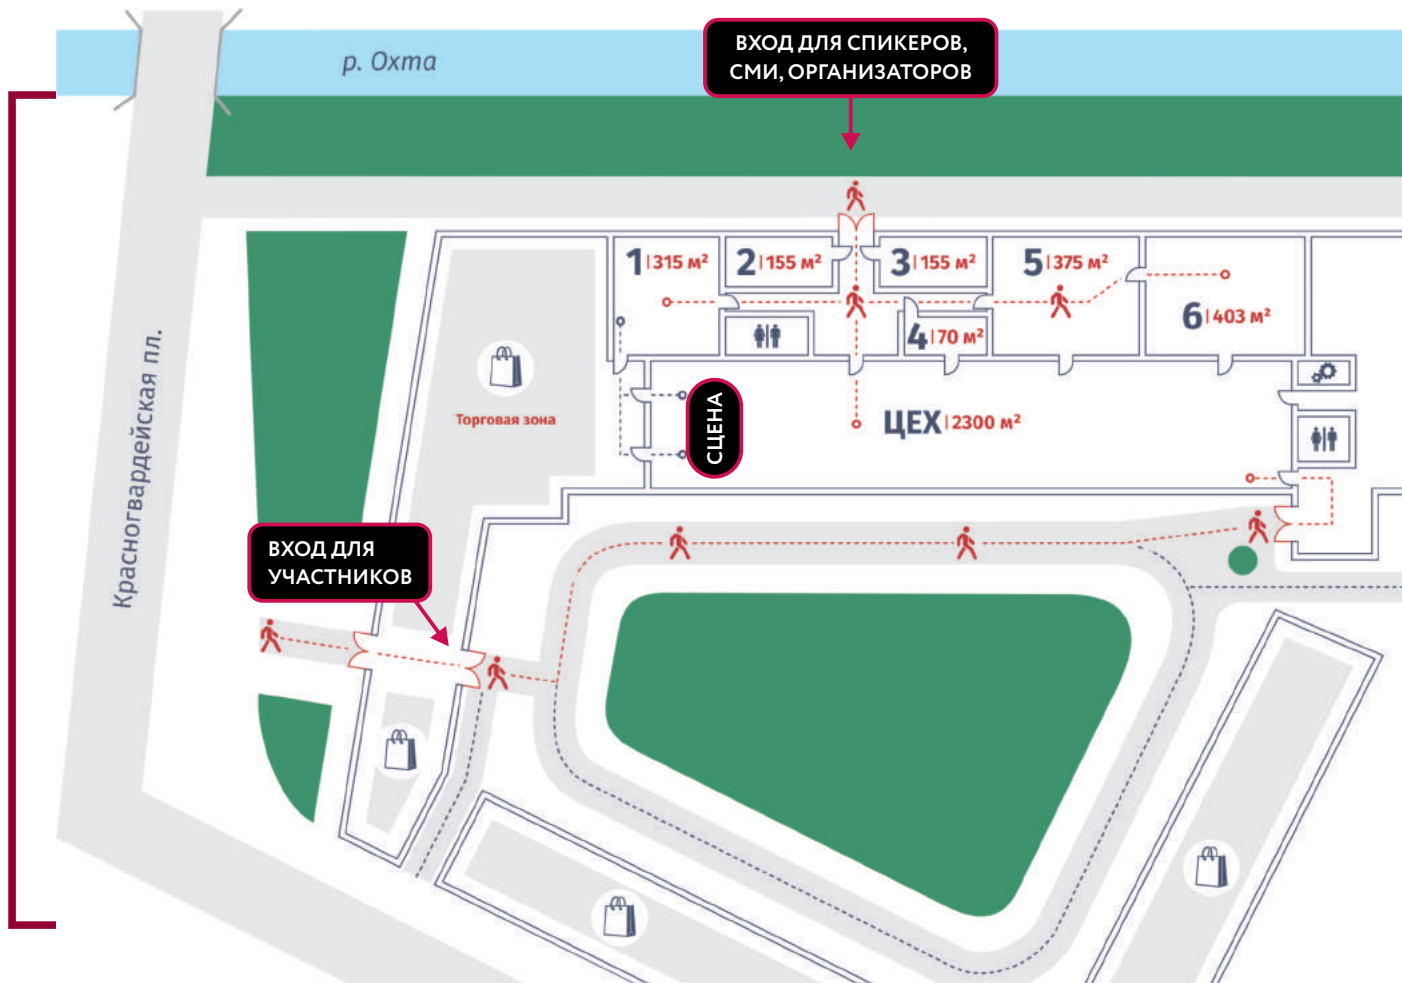 р. Охта
ВХОД ДЛЯ СПИКЕРОВ,
СМИ, ОРГАНИЗАТОРОВ
1 | 315 м²
2 | 155 м²
3 | 155 м²
5 | 375 м²
6 | 403 м²
4 | 70 м²
Торговая зона
СЦЕНА
ЦЕХ | 2300 м²
Красногвардейская пл.
ВХОД ДЛЯ
УЧАСТНИКОВ